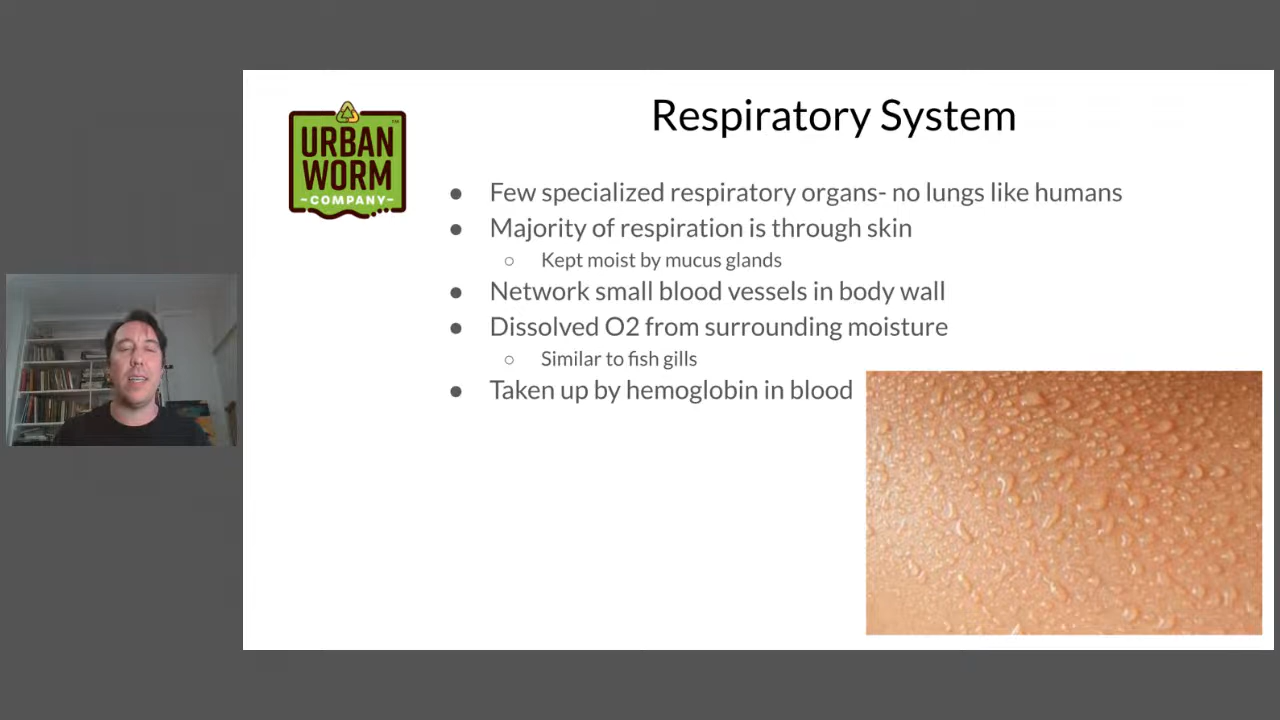 URBAN
WORM
-COMPANY-
TM
Respiratory System
● Few specialized respiratory organs- no lungs like humans
● Majority of respiration is through skin
○ Kept moist by mucus glands
● Network small blood vessels in body wall
● Dissolved O2 from surrounding moisture
○ Similar to fish gills
● Taken up by hemoglobin in blood